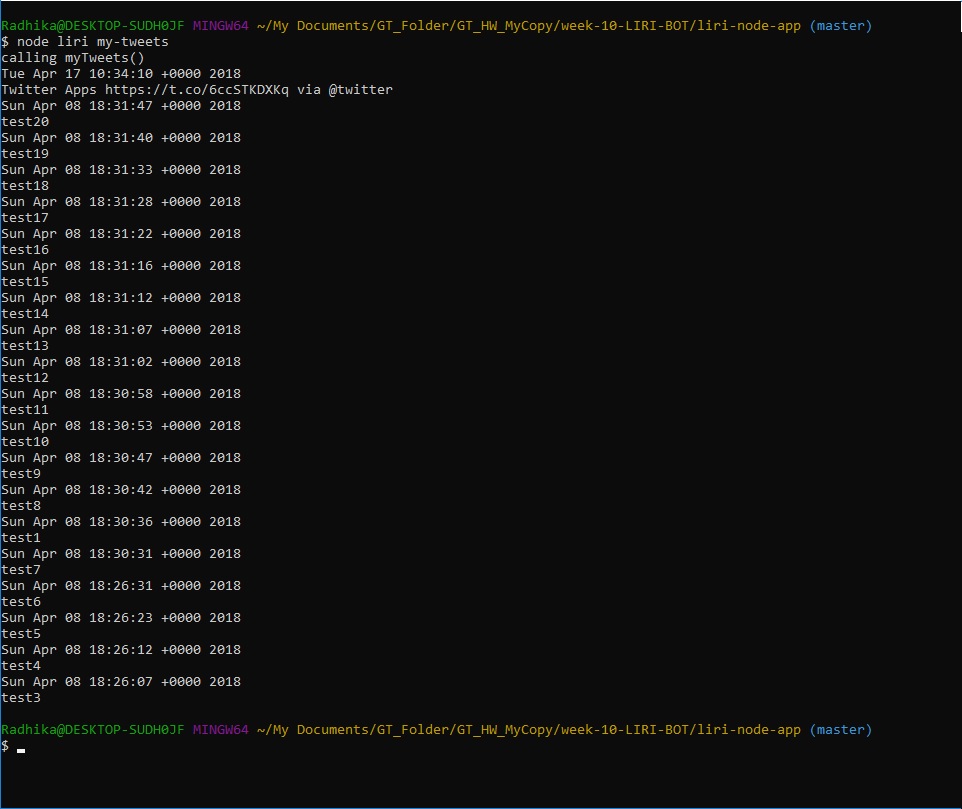 Radhika@DESKTOP-SUDH0JF MINGW64 ~/My Documents/GT_Folder/GT_HW_MyCopy/week-10-LIRI-BOT/liri-node-app (master)
$ node liri my-tweets
calling myTweets()
Tue Apr 17 10:34:10 +0000 2018
Twitter Apps https://t.co/6ccSTKDXKq via @twitter
Sun Apr 08 18:31:47 +0000 2018
test20
Sun Apr 08 18:31:40 +0000 2018
test19
Sun Apr 08 18:31:33 +0000 2018
test18
Sun Apr 08 18:31:28 +0000 2018
test17
Sun Apr 08 18:31:22 +0000 2018
test16
Sun Apr 08 18:31:16 +0000 2018
test15
Sun Apr 08 18:31:12 +0000 2018
test14
Sun Apr 08 18:31:07 +0000 2018
test13
Sun Apr 08 18:31:02 +0000 2018
test12
Sun Apr 08 18:30:58 +0000 2018
test11
Sun Apr 08 18:30:53 +0000 2018
test10
Sun Apr 08 18:30:47 +0000 2018
test9
Sun Apr 08 18:30:42 +0000 2018
test8
Sun Apr 08 18:30:36 +0000 2018
test1
Sun Apr 08 18:30:31 +0000 2018
test7
Sun Apr 08 18:26:31 +0000 2018
test6
Sun Apr 08 18:26:23 +0000 2018
test5
Sun Apr 08 18:26:12 +0000 2018
test4
Sun Apr 08 18:26:07 +0000 2018
test3
Radhika@DESKTOP-SUDH0JF MINGW64 ~/My Documents/GT_Folder/GT_HW_MyCopy/week-10-LIRI-BOT/liri-node-app (master)
$